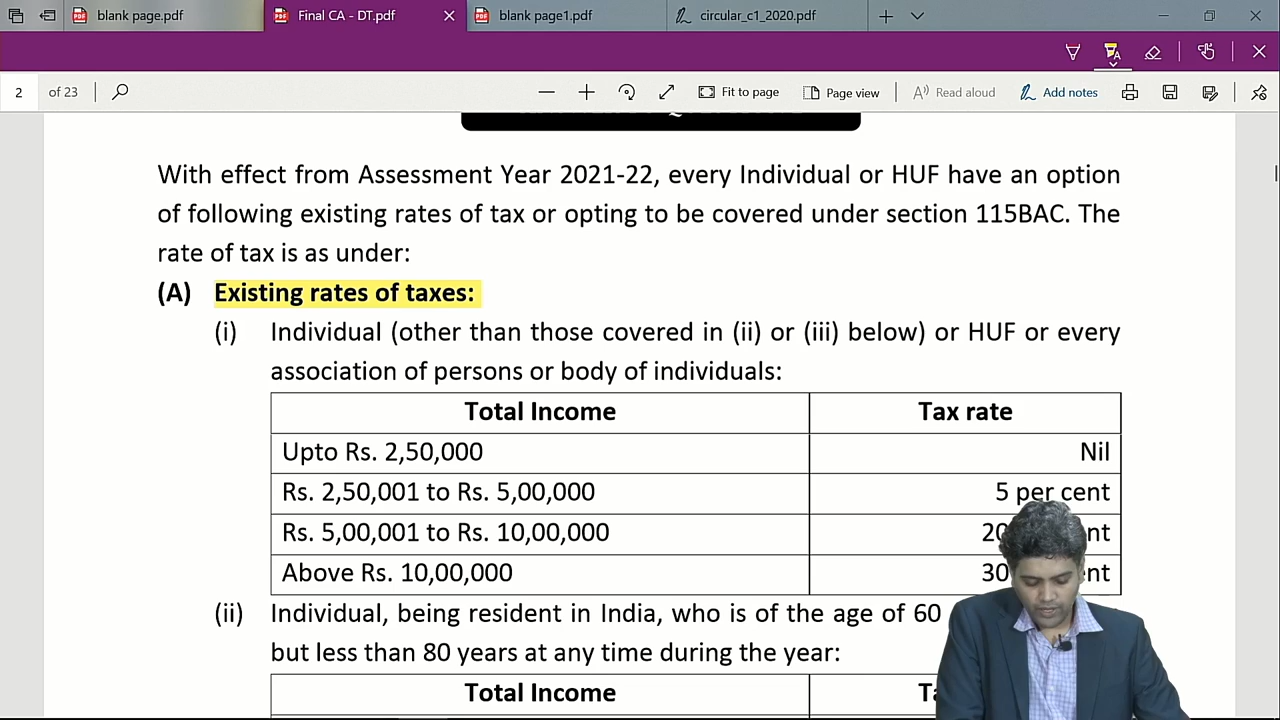 blank page.pdf
Final CA - DT.pdf
blank page1.pdf
circular_c1_2020.pdf
2 of 23
Fit to page
Page view
Read aloud
Add notes
With effect from Assessment Year 2021-22, every Individual or HUF have an option
of following existing rates of tax or opting to be covered under section 115BAC. The
rate of tax is as under:
(A) Existing rates of taxes:
(i) Individual (other than those covered in (ii) or (iii) below) or HUF or every
association of persons or body of individuals:
Total Income Tax rate
Upto Rs. 2,50,000 Nil
Rs. 2,50,001 to Rs. 5,00,000 5 per cent
Rs. 5,00,001 to Rs. 10,00,000 20
Above Rs. 10,00,000 30
(ii) Individual, being resident in India, who is of the age of 60
but less than 80 years at any time during the year:
Total Income